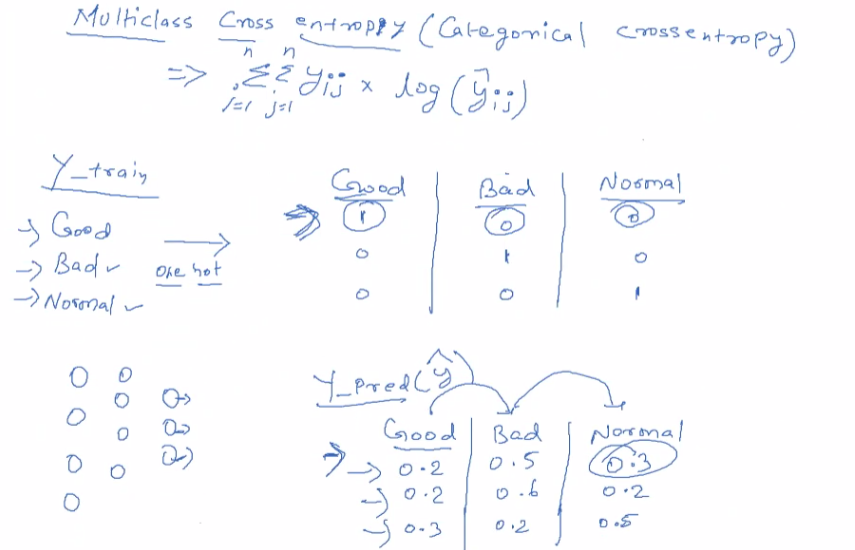 Multiclass Cross entropy (Categorical crossentropy)
=> n∑i=1 n∑j=1 yij × log(ŷij)
Y_train
→ Good
→ Bad ✓
→ Normal ✓
one hot
Good | Bad | Normal
1 | 0 | 0
0 | 1 | 0
0 | 0 | 1
Y_Pred(ŷ)
Good | Bad | Normal
→ 0.2 | 0.5 | 0.3
→ 0.2 | 0.6 | 0.2
→ 0.3 | 0.2 | 0.5